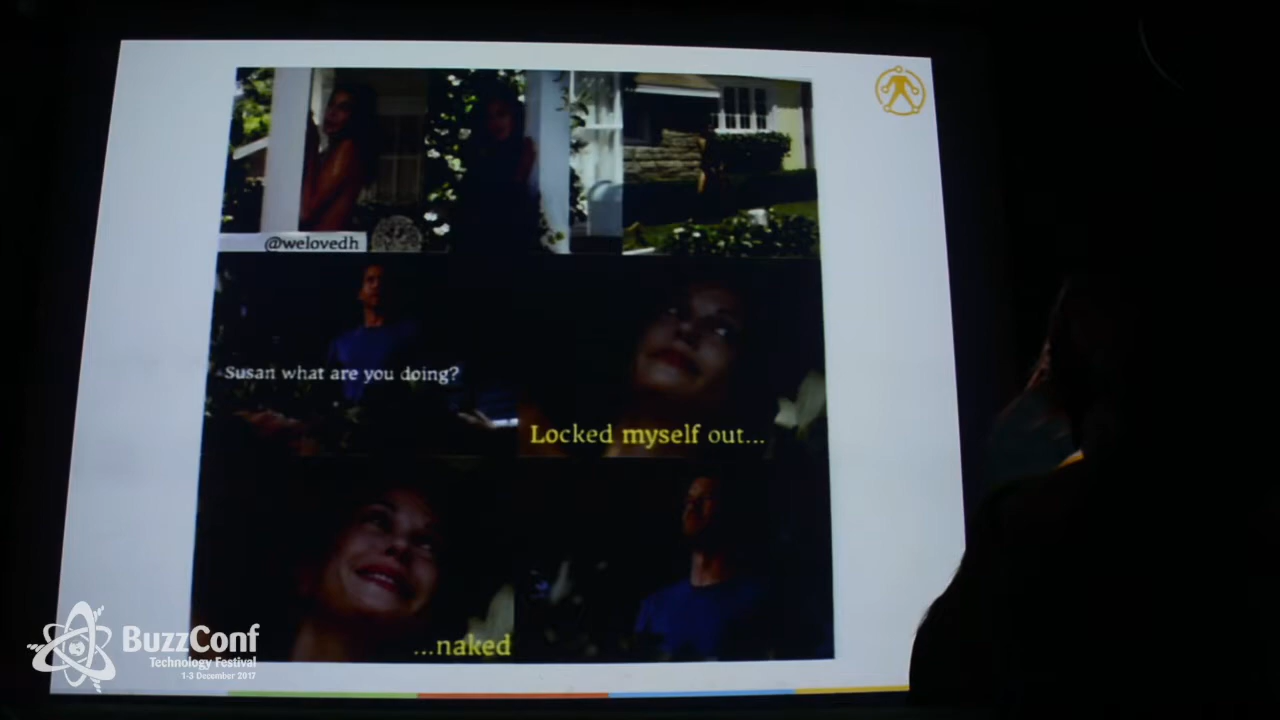 @welovedh
Susan what are you doing?
Locked myself out...
...naked
BuzzConf
Technology Festival
1-3 December 2017